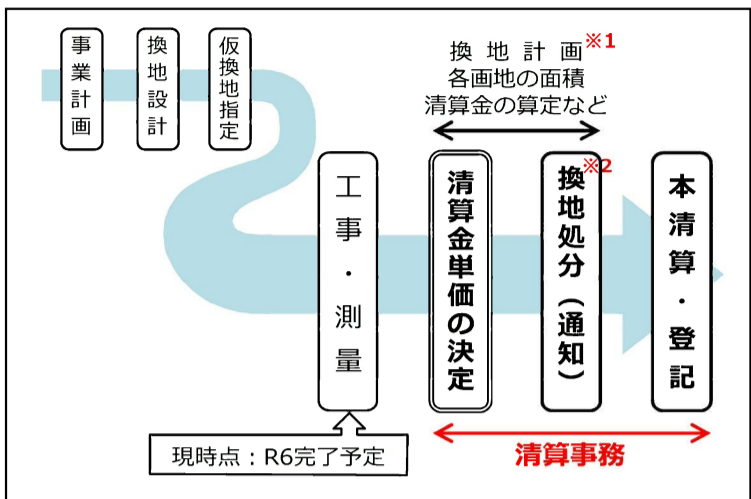 事業計画
換地設計
仮換地指定
換地計画※1
各画地の面積
清算金の算定など
工事・測量
清算金単価の決定
換地処分（通知）
※2
本清算・登記
現時点：R6完了予定
清算事務